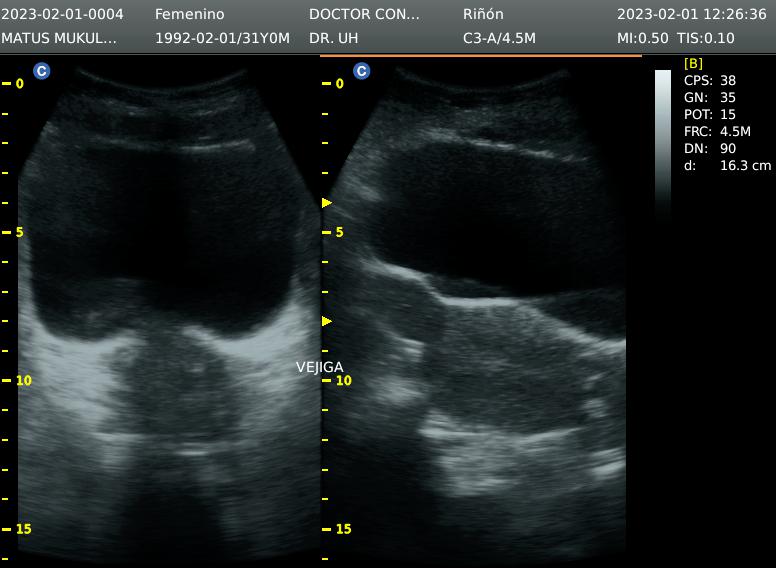 2023-02-01-0004 Femenino DOCTOR CON... Riñón 2023-02-01 12:26:36
MATUS MUKUL... 1992-02-01/31Y0M DR. UH C3-A/4.5M MI:0.50 TIS:0.10
C
C
[B]
CPS: 38
GN: 35
POT: 15
FRC: 4.5M
DN: 90
d: 16.3 cm
0
5
10
15
0
5
VEJIGA
10
15